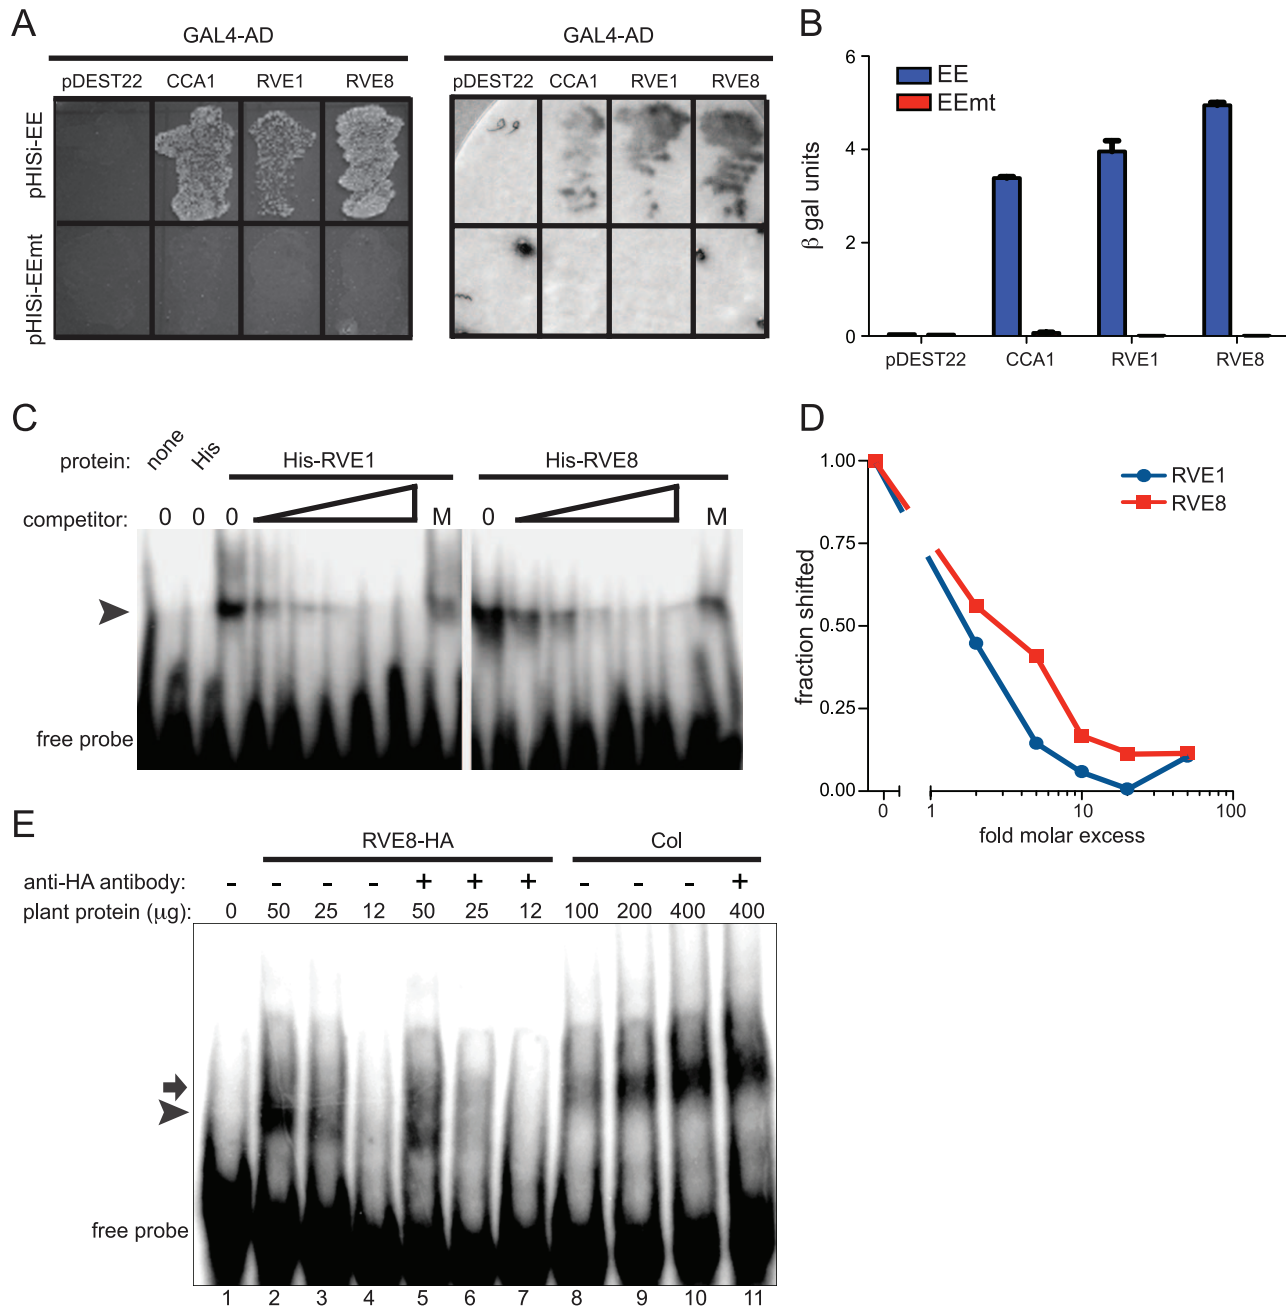 A
GAL4-AD
GAL4-AD
pDEST22 CCA1 RVE1 RVE8
pDEST22 CCA1 RVE1 RVE8
pHISi-EE
pHISi-EEmt
B
EE
EEmt
β gal units
6
4
2
0
pDEST22 CCA1 RVE1 RVE8
C
protein: none His His-RVE1 His-RVE8
competitor: 0 0 0 M 0 M
free probe
D
RVE1
RVE8
fraction shifted
1.00
0.75
0.50
0.25
0.00
0 1 10 100
fold molar excess
E
RVE8-HA Col
anti-HA antibody: - - - - + + + - - - +
plant protein (μg): 0 50 25 12 50 25 12 100 200 400 400
free probe
1 2 3 4 5 6 7 8 9 10 11